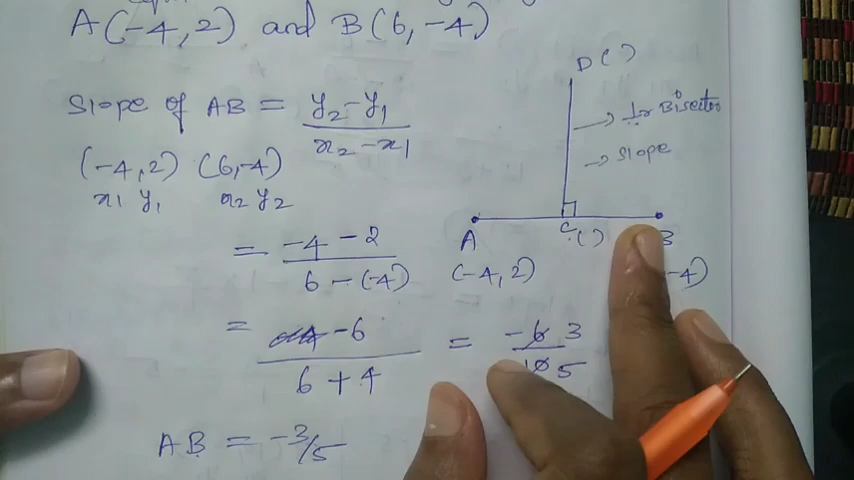 A(-4,2) and B(6,-4)
Slope of AB = y₂-y₁ / x₂-x₁
(-4,2) (6,-4)
x₁ y₁ x₂ y₂
= -4-2 / 6-(-4)
= -6 / 6+4 = -6 3 / 10 5
AB = -3/5
D( )
→ ⊥r Bisector
→ Slope
A C( ) B
(-4,2) -4)